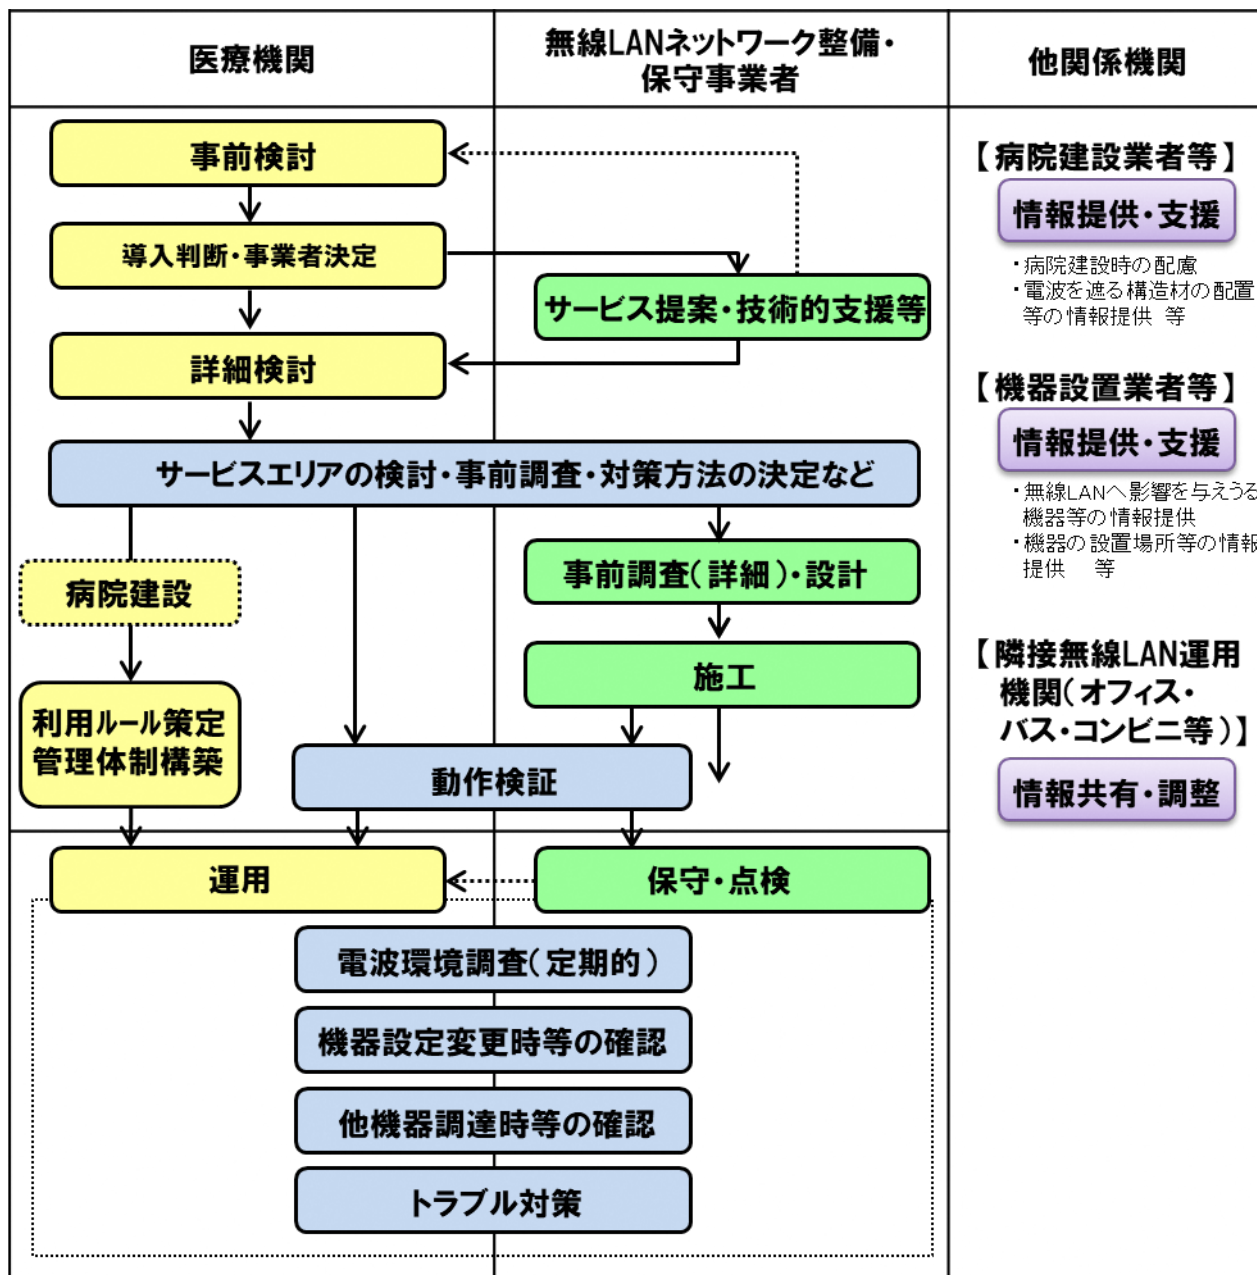 医療機関
無線LANネットワーク整備・
保守事業者
他関係機関
事前検討
導入判断・事業者決定
サービス提案・技術的支援等
詳細検討
サービスエリアの検討・事前調査・対策方法の決定など
病院建設
事前調査(詳細)・設計
施工
利用ルール策定
管理体制構築
動作検証
運用
保守・点検
電波環境調査(定期的)
機器設定変更時等の確認
他機器調達時等の確認
トラブル対策
【病院建設業者等】
情報提供・支援
・病院建設時の配慮
・電波を遮る構造材の配置
等の情報提供 等
【機器設置業者等】
情報提供・支援
・無線LANへ影響を与えうる
機器等の情報提供
・機器の設置場所等の情報
提供 等
【隣接無線LAN運用
機関(オフィス・
バス・コンビニ等)】
情報共有・調整